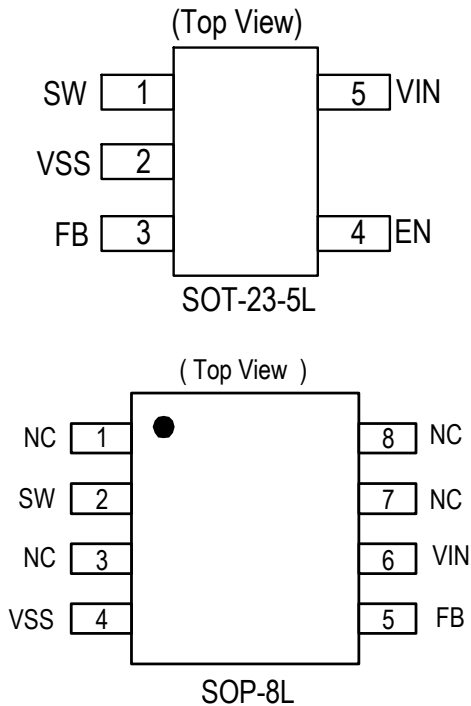 (Top View)
SW 1 5 VIN
VSS 2
FB 3 4 EN
SOT-23-5L
( Top View )
NC 1 8 NC
SW 2 7 NC
NC 3 6 VIN
VSS 4 5 FB
SOP-8L